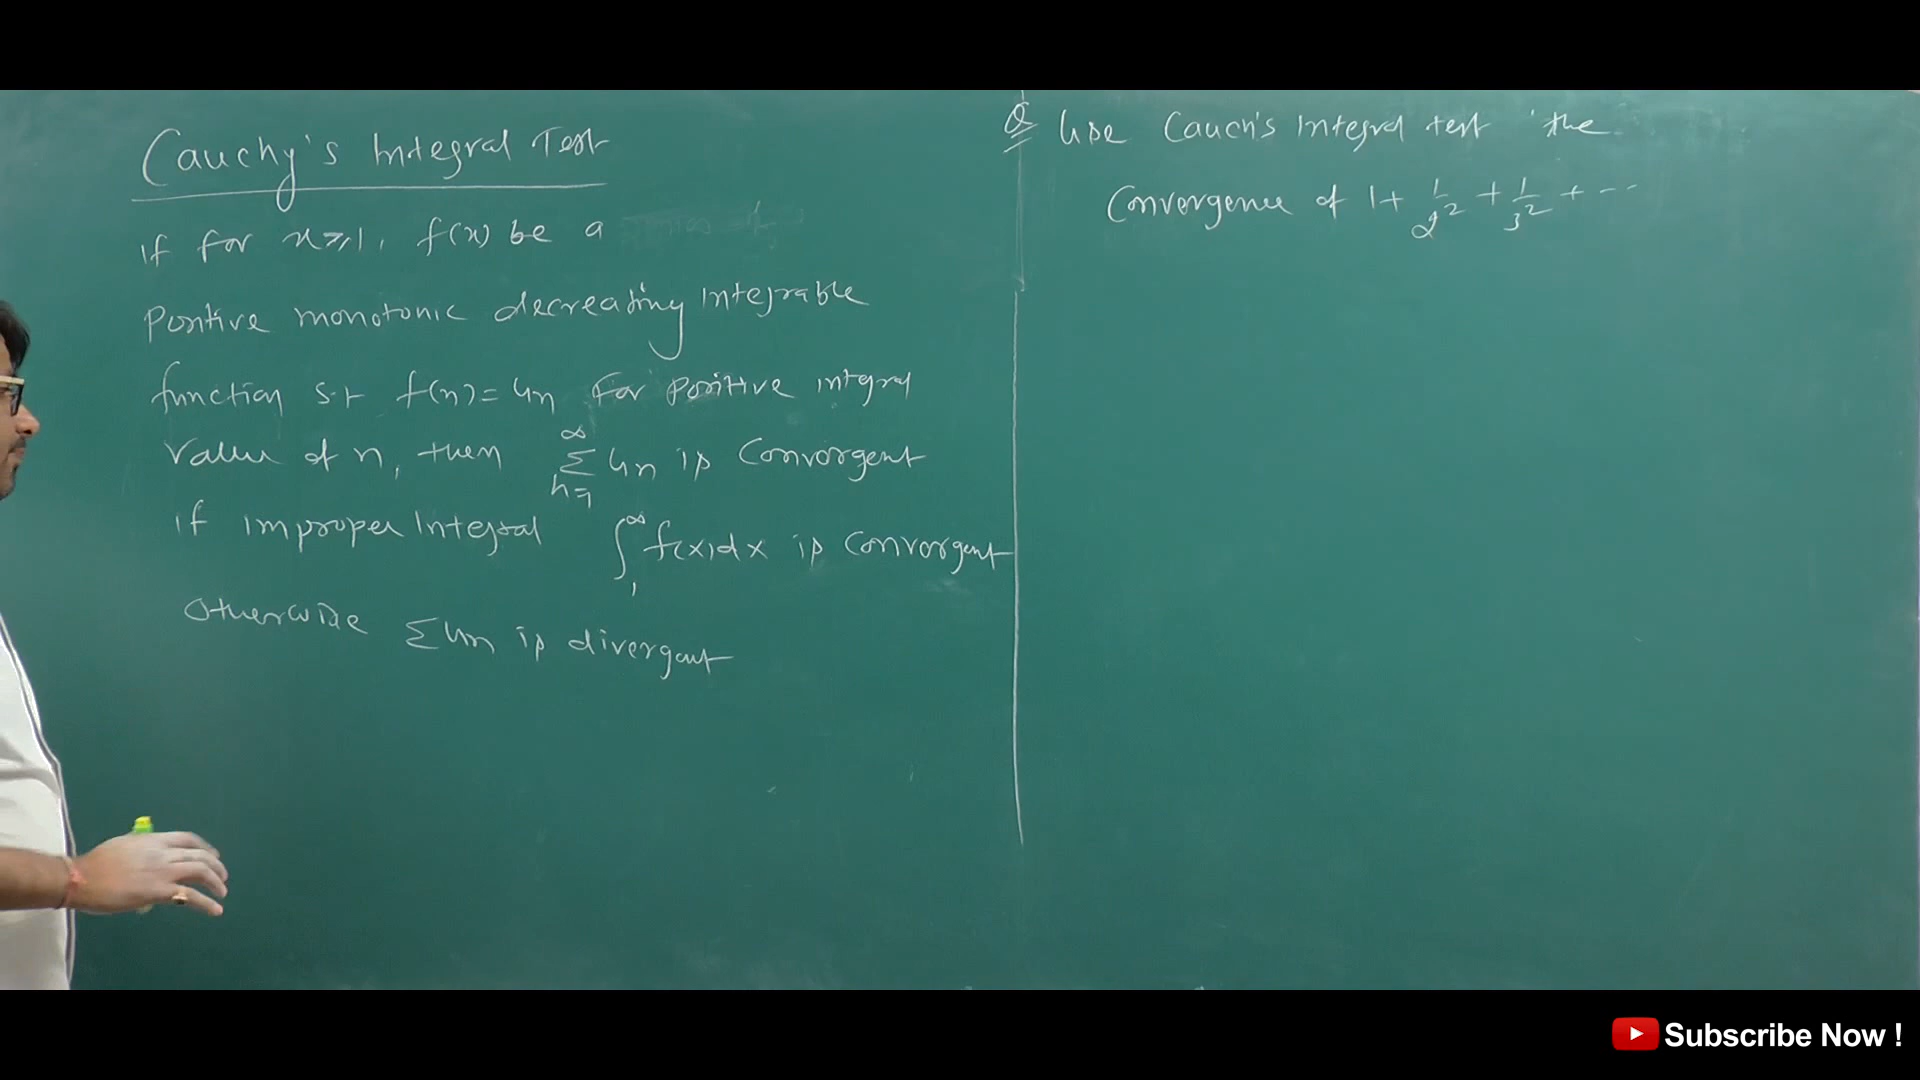 Cauchy's Integral Test
if for x ≥ 1, f(x) be a
Positive monotonic decreasing integrable
function s.t f(n) = un for positive integral
value of n, then ∞ Σ n=1 un is convergent
if improper Integral ∫₁^∞ f(x)dx is convergent
Otherwise Σun is divergent
Q Use Cauch's Integral test the
Convergence of 1 + 1/2² + 1/3² + ---
Subscribe Now !